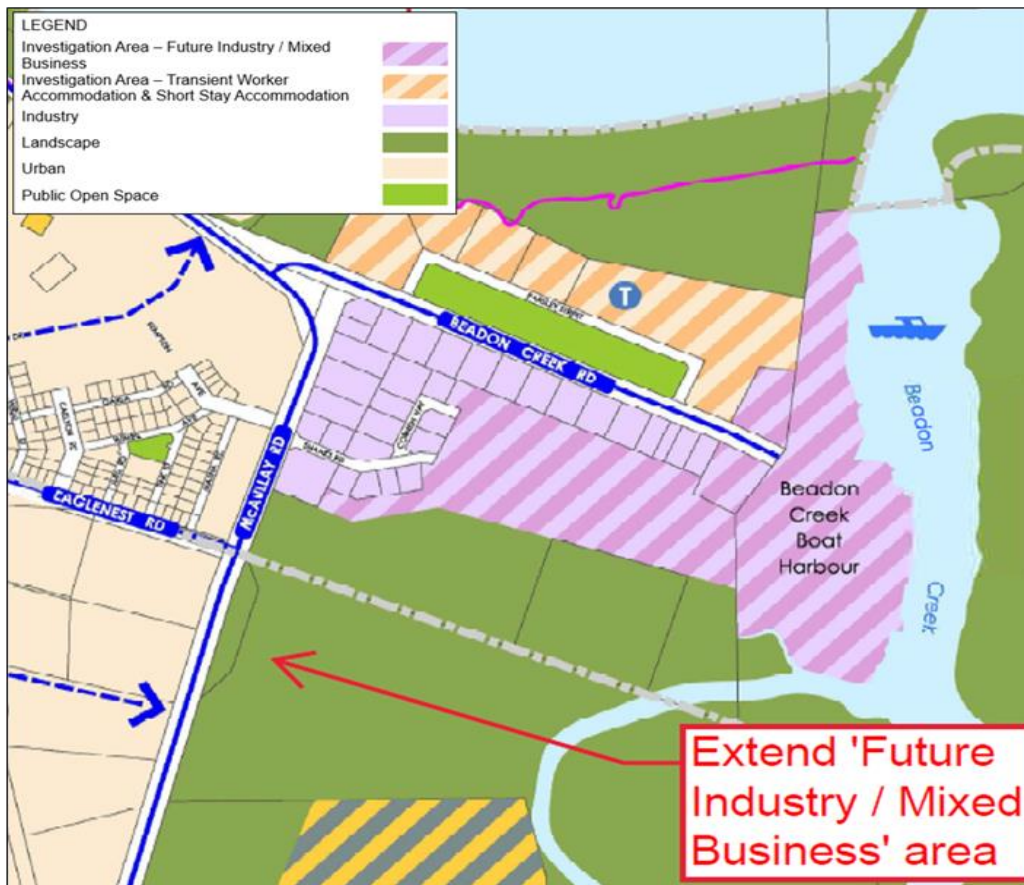 LEGEND
Investigation Area – Future Industry / Mixed
Business
Investigation Area – Transient Worker
Accommodation & Short Stay Accommodation
Industry
Landscape
Urban
Public Open Space
T
BEADON CREEK RD
McAULLAY RD
EAGLENEST RD
AVE
Beadon
Creek
Beadon
Creek
Boat
Harbour
Extend 'Future
Industry / Mixed
Business' area